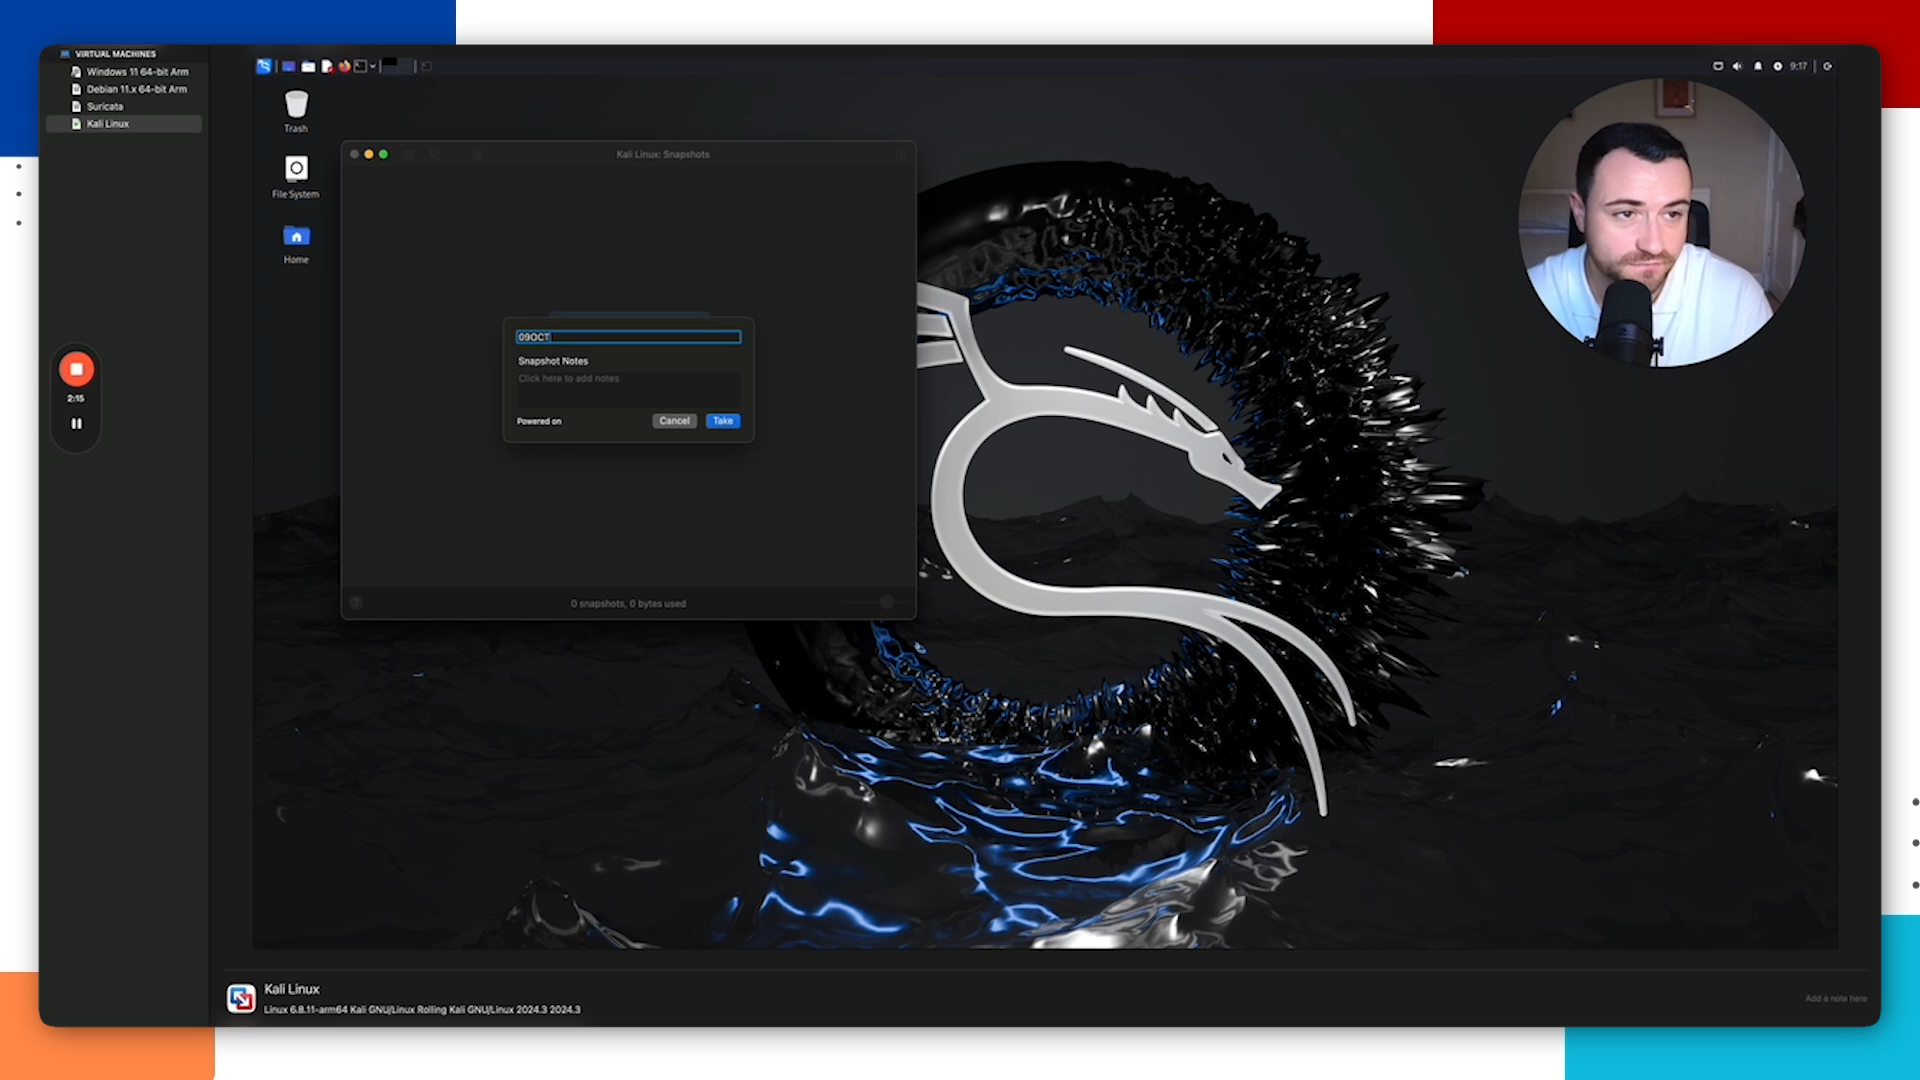 VIRTUAL MACHINES
Windows 11 64-bit Arm
Debian 11.x 64-bit Arm
Suricata
Kali Linux
9:17
Trash
File System
Home
Kali Linux: Snapshots
09OCT
Snapshot Notes
Click here to add notes
Powered on
Cancel
Take
0 snapshots, 0 bytes used
2:15
Kali Linux
Linux 6.8.11-arm64 Kali GNU/Linux Rolling Kali GNU/Linux 2024.3 2024.3
Add a note here